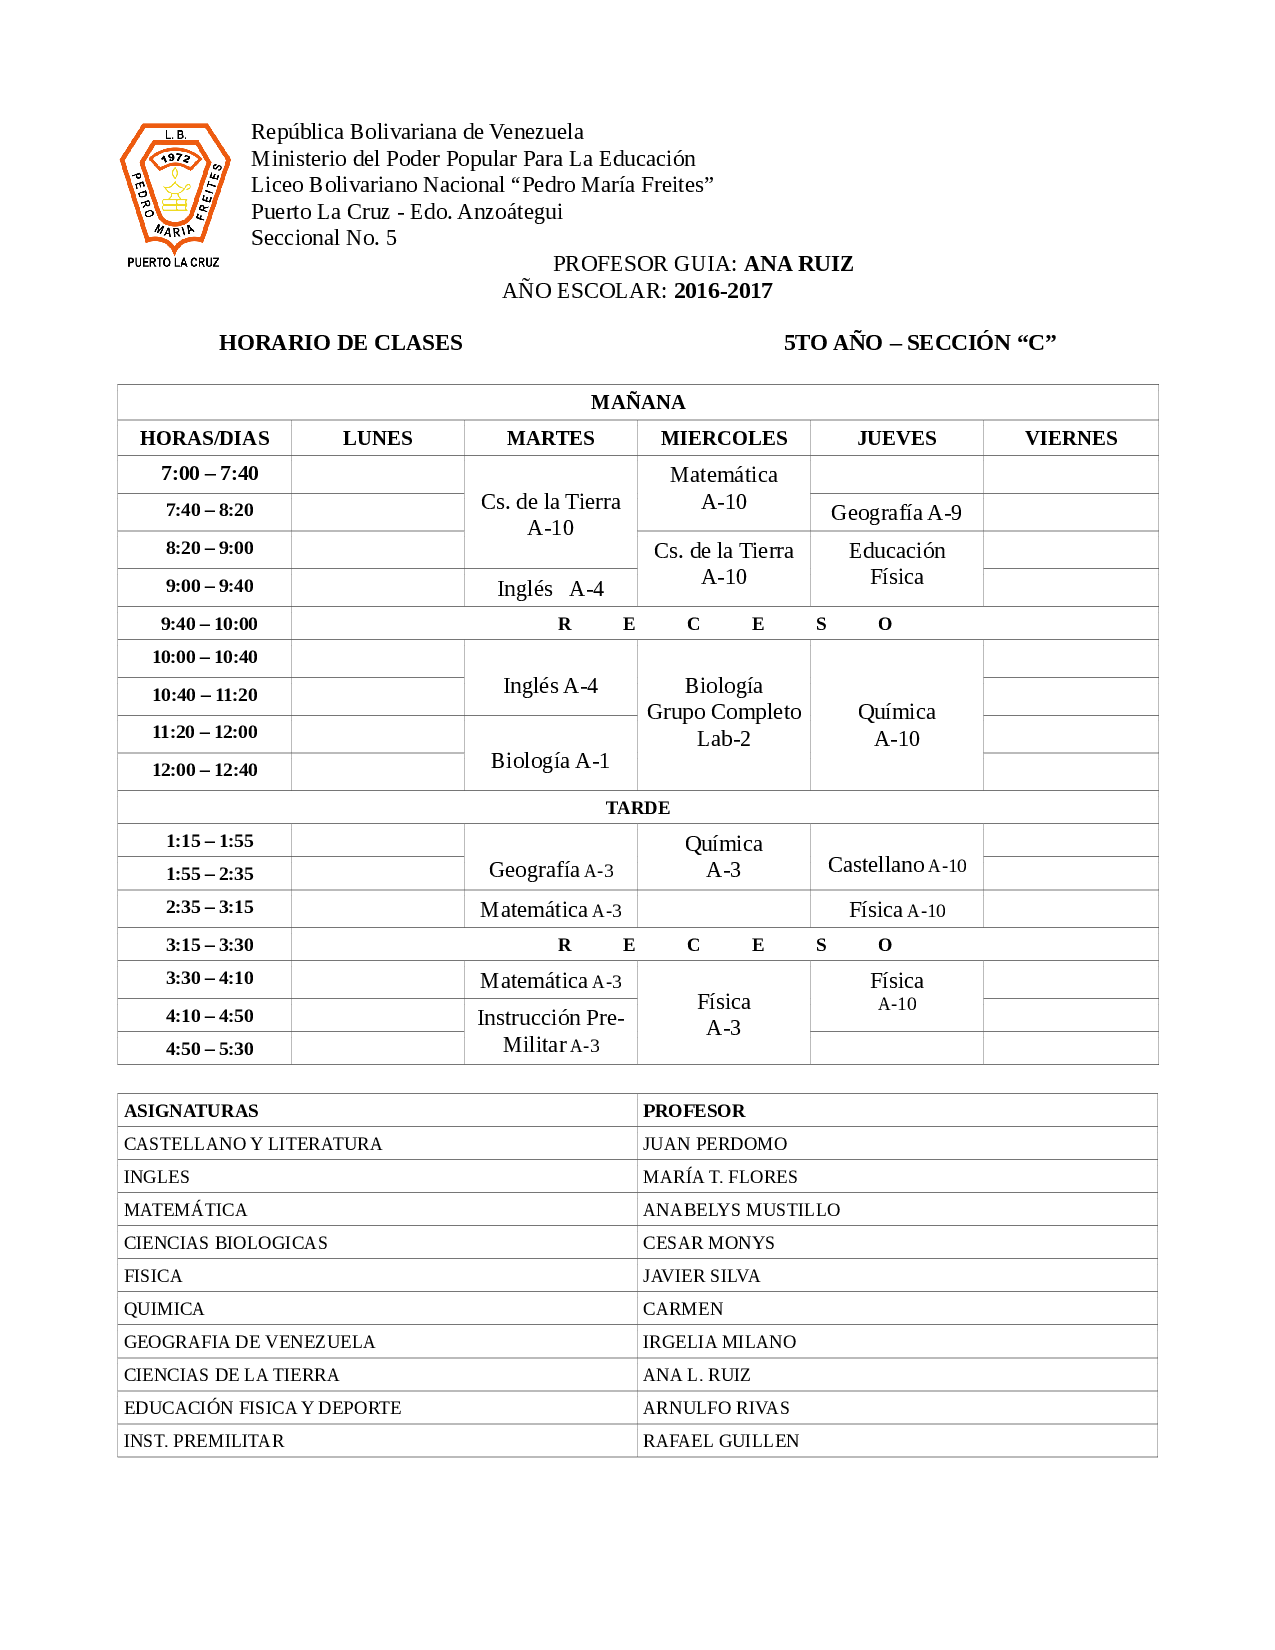 L. B.
1972
PEDRO MARIA FREITES
PUERTO LA CRUZ
República Bolivariana de Venezuela
Ministerio del Poder Popular Para La Educación
Liceo Bolivariano Nacional “Pedro María Freites”
Puerto La Cruz - Edo. Anzoátegui
Seccional No. 5
PROFESOR GUIA: ANA RUIZ
AÑO ESCOLAR: 2016-2017
HORARIO DE CLASES 5TO AÑO – SECCIÓN “C”
MAÑANA
HORAS/DIAS LUNES MARTES MIERCOLES JUEVES VIERNES
7:00 – 7:40 Matemática
7:40 – 8:20 Cs. de la Tierra A-10 Geografía A-9
A-10
8:20 – 9:00 Cs. de la Tierra Educación
9:00 – 9:40 Inglés A-4 A-10 Física
9:40 – 10:00 R E C E S O
10:00 – 10:40
10:40 – 11:20 Inglés A-4 Biología
Grupo Completo Química
11:20 – 12:00 Lab-2 A-10
12:00 – 12:40 Biología A-1
TARDE
1:15 – 1:55 Química
1:55 – 2:35 Geografía A-3 A-3 Castellano A-10
2:35 – 3:15 Matemática A-3 Física A-10
3:15 – 3:30 R E C E S O
3:30 – 4:10 Matemática A-3 Física
4:10 – 4:50 Instrucción Pre- Física A-10
4:50 – 5:30 Militar A-3 A-3
ASIGNATURAS PROFESOR
CASTELLANO Y LITERATURA JUAN PERDOMO
INGLES MARÍA T. FLORES
MATEMÁTICA ANABELYS MUSTILLO
CIENCIAS BIOLOGICAS CESAR MONYS
FISICA JAVIER SILVA
QUIMICA CARMEN
GEOGRAFIA DE VENEZUELA IRGELIA MILANO
CIENCIAS DE LA TIERRA ANA L. RUIZ
EDUCACIÓN FISICA Y DEPORTE ARNULFO RIVAS
INST. PREMILITAR RAFAEL GUILLEN